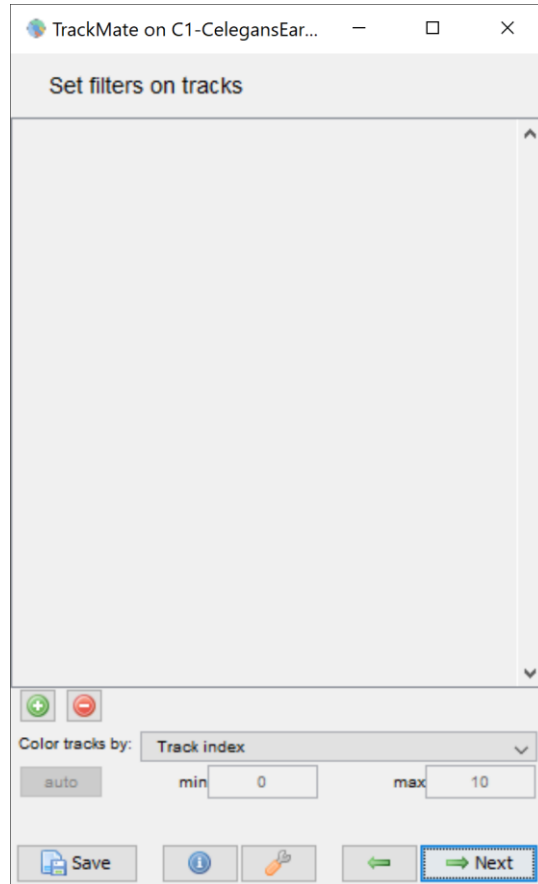 TrackMate on C1-CelegansEar...
Set filters on tracks
Color tracks by: Track index
auto min 0 max 10
Save Next